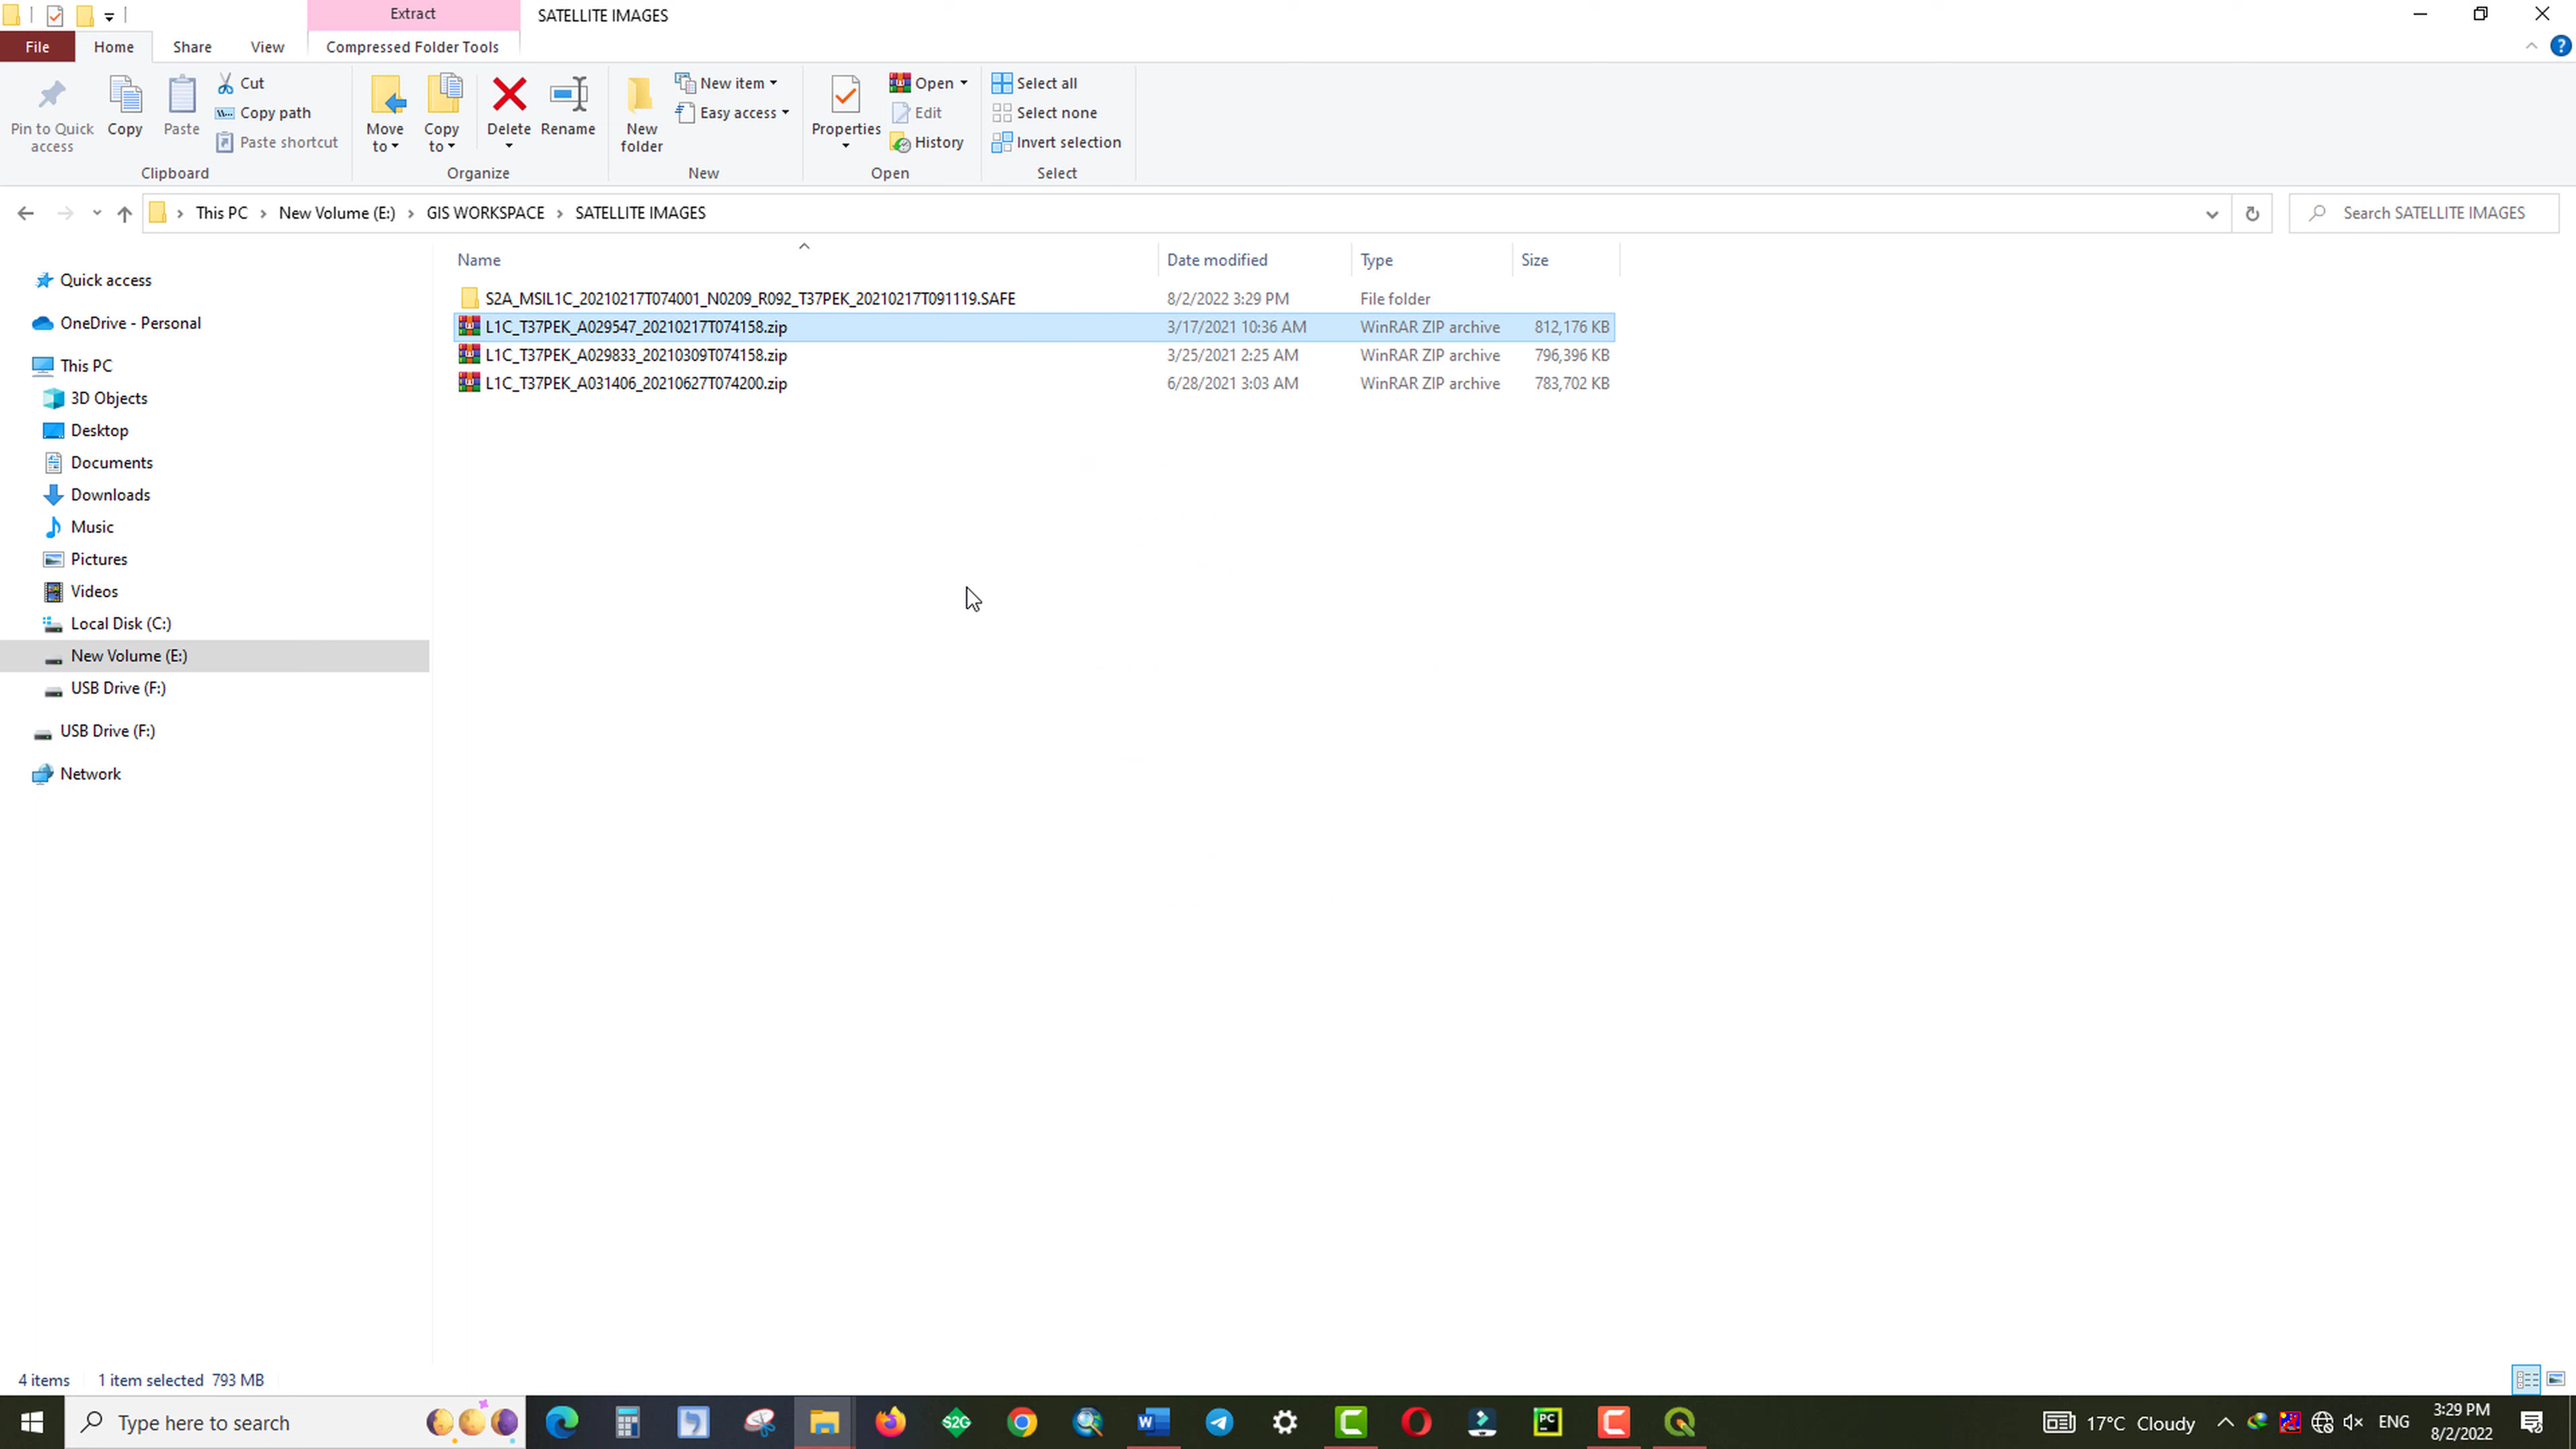 Extract
SATELLITE IMAGES
File
Home
Share
View
Compressed Folder Tools
Pin to Quick access
Copy
Paste
Cut
Copy path
Paste shortcut
Clipboard
Move to
Copy to
Delete
Rename
Organize
New folder
New item
Easy access
New
Properties
Open
Edit
History
Open
Select all
Select none
Invert selection
Select
This PC > New Volume (E:) > GIS WORKSPACE > SATELLITE IMAGES
Search SATELLITE IMAGES
Name Date modified Type Size
S2A_MSIL1C_20210217T074001_N0209_R092_T37PEK_20210217T091119.SAFE 8/2/2022 3:29 PM File folder
L1C_T37PEK_A029547_20210217T074158.zip 3/17/2021 10:36 AM WinRAR ZIP archive 812,176 KB
L1C_T37PEK_A029833_20210309T074158.zip 3/25/2021 2:25 AM WinRAR ZIP archive 796,396 KB
L1C_T37PEK_A031406_20210627T074200.zip 6/28/2021 3:03 AM WinRAR ZIP archive 783,702 KB
Quick access
OneDrive - Personal
This PC
3D Objects
Desktop
Documents
Downloads
Music
Pictures
Videos
Local Disk (C:)
New Volume (E:)
USB Drive (F:)
USB Drive (F:)
Network
4 items 1 item selected 793 MB
Type here to search
S2G
W
PC
17°C Cloudy
ENG
3:29 PM
8/2/2022